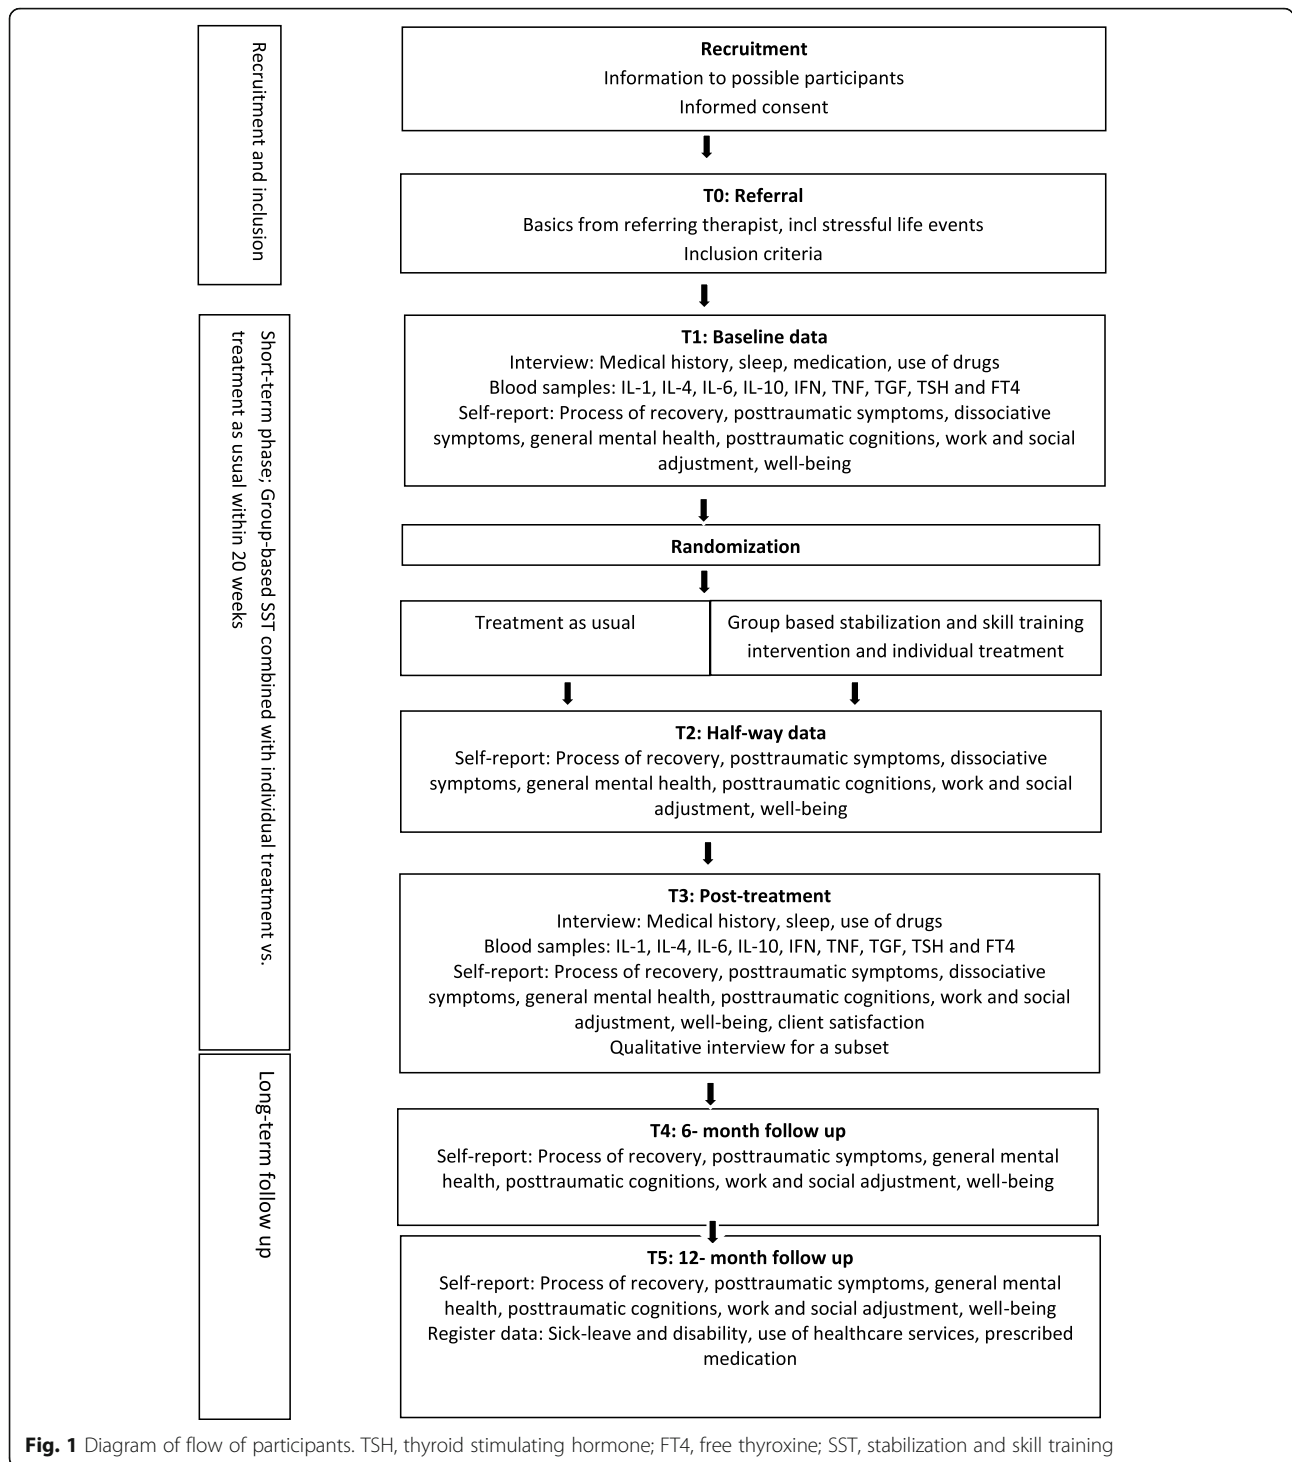 Recruitment and inclusion
Recruitment
Information to possible participants
Informed consent
T0: Referral
Basics from referring therapist, incl stressful life events
Inclusion criteria
Short-term phase; Group-based SST combined with individual treatment vs.
treatment as usual within 20 weeks
T1: Baseline data
Interview: Medical history, sleep, medication, use of drugs
Blood samples: IL-1, IL-4, IL-6, IL-10, IFN, TNF, TGF, TSH and FT4
Self-report: Process of recovery, posttraumatic symptoms, dissociative
symptoms, general mental health, posttraumatic cognitions, work and social
adjustment, well-being
Randomization
Treatment as usual
Group based stabilization and skill training
intervention and individual treatment
T2: Half-way data
Self-report: Process of recovery, posttraumatic symptoms, dissociative
symptoms, general mental health, posttraumatic cognitions, work and social
adjustment, well-being
T3: Post-treatment
Interview: Medical history, sleep, use of drugs
Blood samples: IL-1, IL-4, IL-6, IL-10, IFN, TNF, TGF, TSH and FT4
Self-report: Process of recovery, posttraumatic symptoms, dissociative
symptoms, general mental health, posttraumatic cognitions, work and social
adjustment, well-being, client satisfaction
Qualitative interview for a subset
Long-term follow up
T4: 6- month follow up
Self-report: Process of recovery, posttraumatic symptoms, general mental
health, posttraumatic cognitions, work and social adjustment, well-being
T5: 12- month follow up
Self-report: Process of recovery, posttraumatic symptoms, general mental
health, posttraumatic cognitions, work and social adjustment, well-being
Register data: Sick-leave and disability, use of healthcare services, prescribed
medication
Fig. 1 Diagram of flow of participants. TSH, thyroid stimulating hormone; FT4, free thyroxine; SST, stabilization and skill training